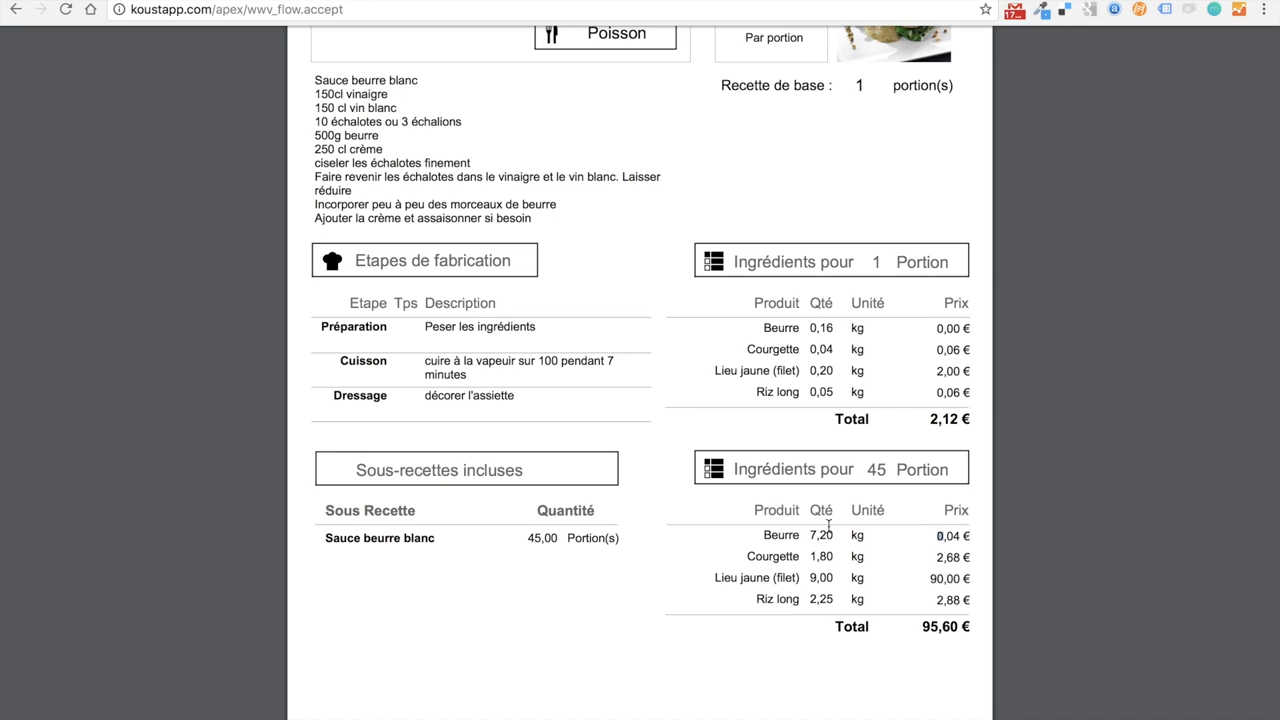 koustapp.com/apex/wwv_flow.accept
17...
Poisson
Par portion
Sauce beurre blanc
150cl vinaigre
150 cl vin blanc
10 échalotes ou 3 échalions
500g beurre
250 cl crème
ciseler les échalotes finement
Faire revenir les échalotes dans le vinaigre et le vin blanc. Laisser
réduire
Incorporer peu à peu des morceaux de beurre
Ajouter la crème et assaisonner si besoin
Recette de base : 1 portion(s)
Etapes de fabrication
Etape Tps Description
Préparation Peser les ingrédients
Cuisson cuire à la vapeuir sur 100 pendant 7
minutes
Dressage décorer l'assiette
Ingrédients pour 1 Portion
Produit Qté Unité Prix
Beurre 0,16 kg 0,00 €
Courgette 0,04 kg 0,06 €
Lieu jaune (filet) 0,20 kg 2,00 €
Riz long 0,05 kg 0,06 €
Total 2,12 €
Sous-recettes incluses
Sous Recette Quantité
Sauce beurre blanc 45,00 Portion(s)
Ingrédients pour 45 Portion
Produit Qté Unité Prix
Beurre 7,20 kg 0,04 €
Courgette 1,80 kg 2,68 €
Lieu jaune (filet) 9,00 kg 90,00 €
Riz long 2,25 kg 2,88 €
Total 95,60 €